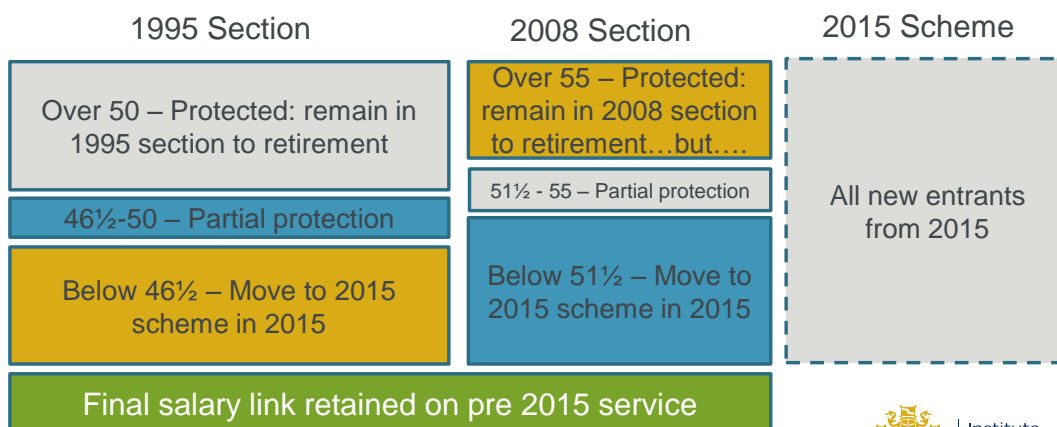 1995 Section
2008 Section
2015 Scheme
Over 50 – Protected: remain in
1995 section to retirement
46½-50 – Partial protection
Below 46½ – Move to 2015
scheme in 2015
Over 55 – Protected:
remain in 2008 section
to retirement…but….
51½ - 55 – Partial protection
Below 51½ – Move to
2015 scheme in 2015
All new entrants
from 2015
Final salary link retained on pre 2015 service
Institute